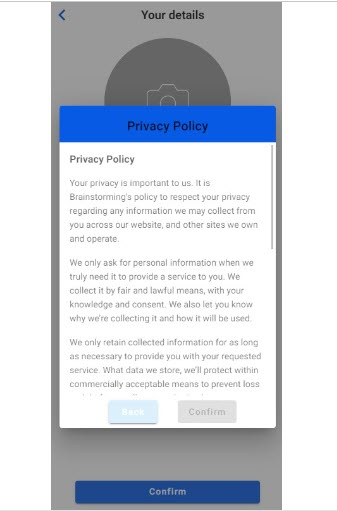 Your details
Privacy Policy
Privacy Policy
Your privacy is important to us. It is
Brainstorming's policy to respect your privacy
regarding any information we may collect from
you across our website, and other sites we own
and operate.
We only ask for personal information when we
truly need it to provide a service to you. We
collect it by fair and lawful means, with your
knowledge and consent. We also let you know
why we're collecting it and how it will be used.
We only retain collected information for as long
as necessary to provide you with your requested
service. What data we store, we'll protect within
commercially acceptable means to prevent loss
Back
Confirm
Confirm